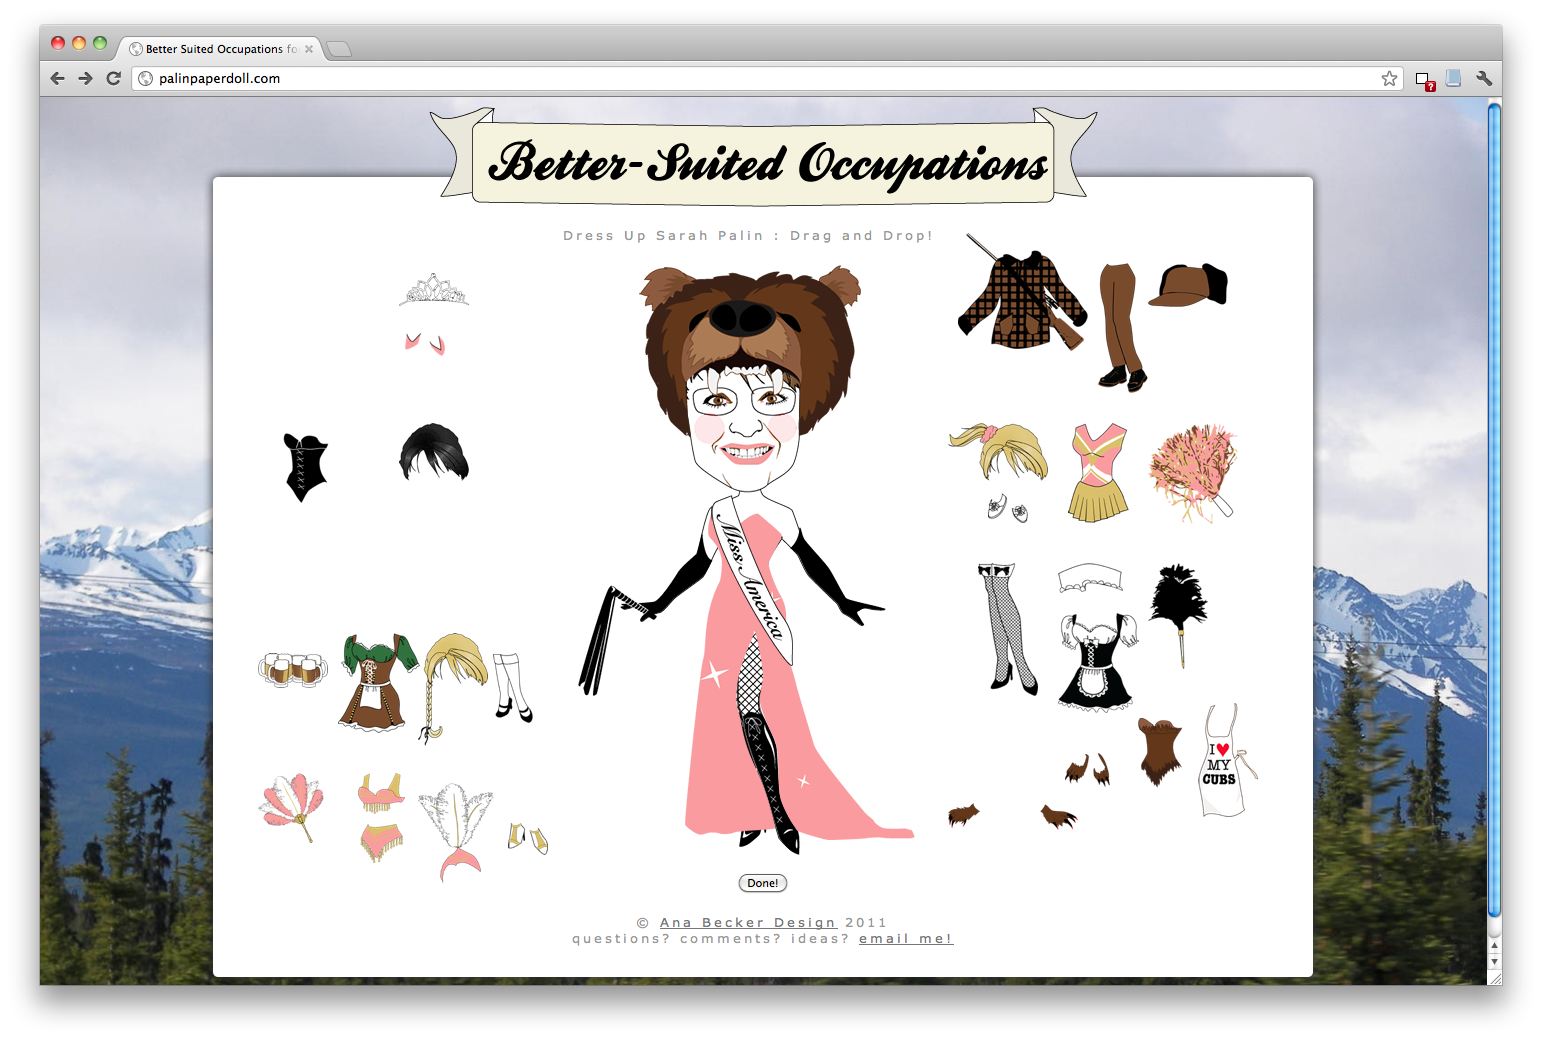 Better Suited Occupations fo
palinpaperdoll.com
Better-Suited Occupations
Dress Up Sarah Palin : Drag and Drop!
Miss America
I ♥
MY
CUBS
Done!
© Ana Becker Design 2011
questions? comments? ideas? email me!